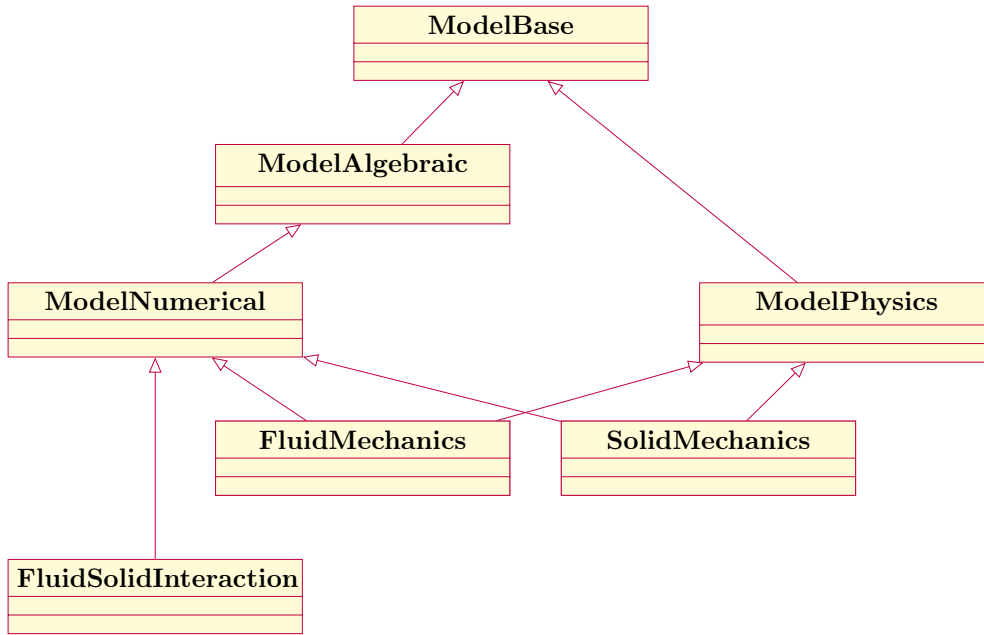 ModelBase
ModelAlgebraic
ModelNumerical
ModelPhysics
FluidMechanics
SolidMechanics
FluidSolidInteraction